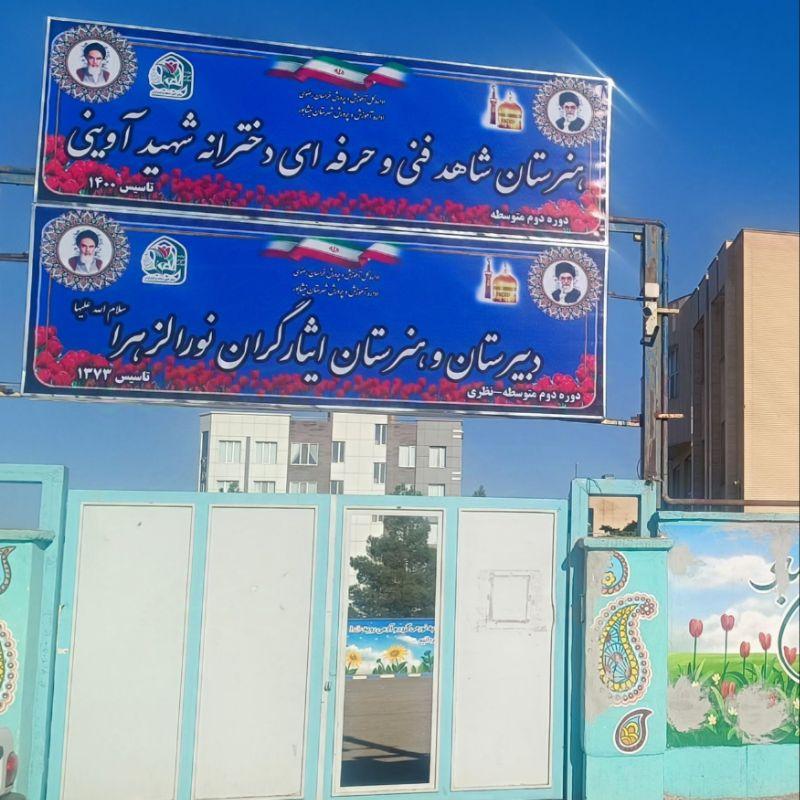 الله
اداره کل آموزش و پرورش خراسان رضوی
اداره آموزش و پرورش شهرستان نیشابور
هنرستان شاهد فنی و حرفه ای دخترانه شهید آوینی
تاسیس ۱۴۰۰
دوره دوم متوسطه
الله
اداره کل آموزش و پرورش خراسان رضوی
اداره آموزش و پرورش شهرستان نیشابور
دبیرستان و هنرستان ایثارگران نورالزهرا سلام الله علیها
تاسیس ۱۳۷۳
دوره دوم متوسطه-نظری